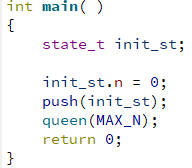 int main( )
{
state_t init_st;
init_st.n = 0;
push(init_st);
queen(MAX_N);
return 0;
}